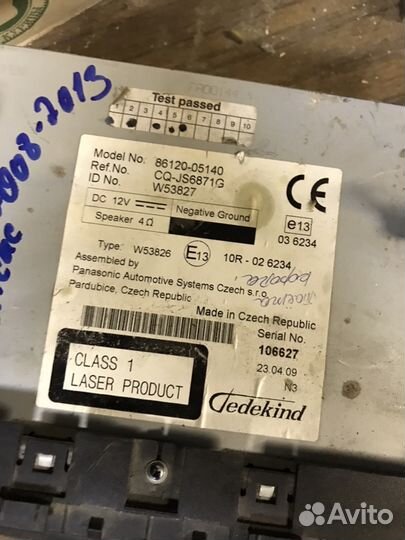 Test passed
1 2 3 4 5 6 7 8 9 10
008-2013
Model No. 86120-05140
Ref.No. CQ-JS6871G
ID No. W53827
DC 12V Negative Ground
Speaker 4Ω
CE
e13
03 6234
Type: W53826 E13 10R - 02 6234
Assembled by
Panasonic Automotive Systems Czech s.r.o
Pardubice, Czech Republic
Made in Czech Republic
Serial No.
106627
23.04.09
N3
CLASS 1
LASER PRODUCT
Tedekind
Avito